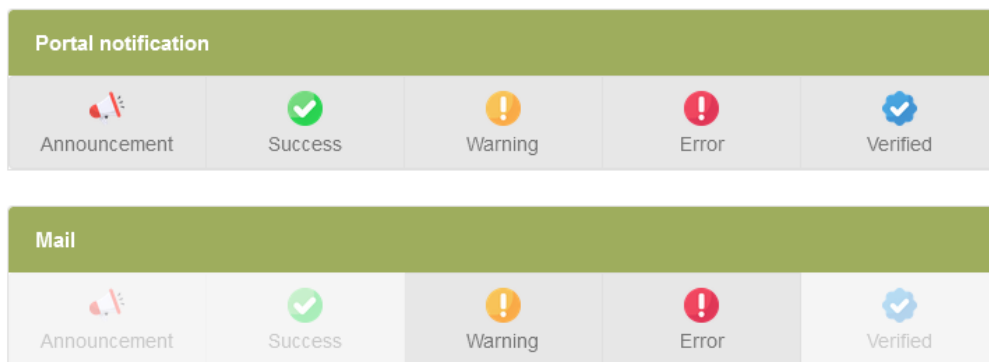 Portal notification
Announcement Success Warning Error Verified
Mail
Announcement Success Warning Error Verified